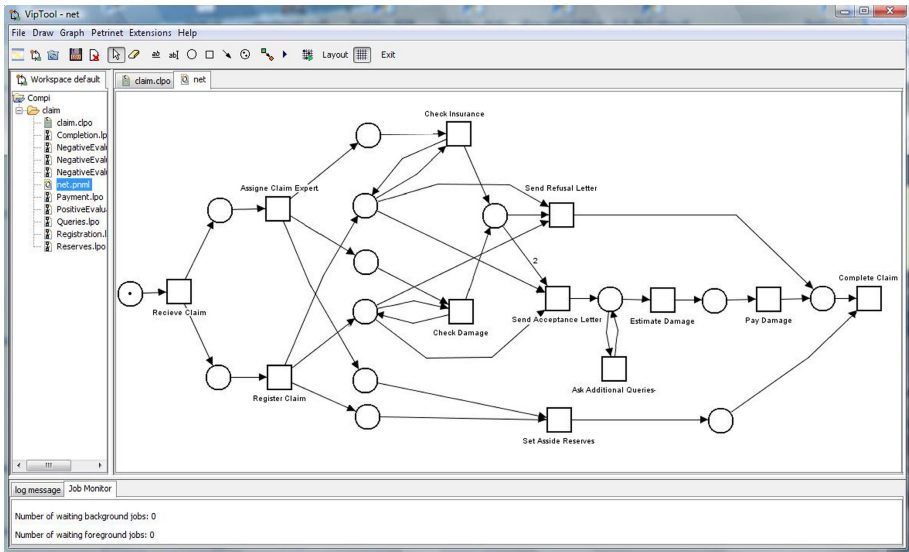 VipTool - net
File Draw Graph Petrinet Extensions Help
ab ab Layout Exit
Workspace default
claim.clpo net
Compi
claim
claim.clpo
Completion.lp
NegativeEval
NegativeEval
net.pnml
Payment.lpo
PositiveEvalu
Queries.lpo
Registration.l
Reserves.lpo
Check Insurance
Assigne Claim Expert
Send Refusal Letter
2
Complete Claim
Recieve Claim
Check Damage
Send Acceptance Letter
Estimate Damage
Pay Damage
Ask Additional Queries-
Register Claim
Set Asside Reserves
log message Job Monitor
Number of waiting background jobs: 0
Number of waiting foreground jobs: 0